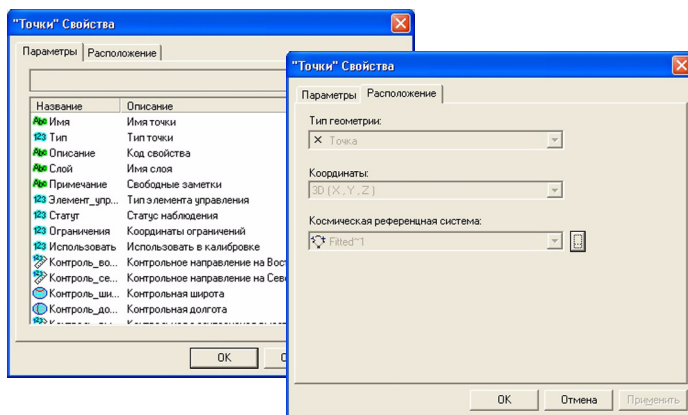 "Точки" Свойства
Параметры Расположение
Название Описание
Имя Имя точки
Тип Тип точки
Описание Код свойства
Слой Имя слоя
Примечание Свободные заметки
Элемент_упр... Тип элемента управления
Статут Статус наблюдения
Ограничения Координаты ограничений
Использовать Использовать в калибровке
Контроль_во... Контрольное направление на Вост
Контроль_се... Контрольное направление на Севе
Контроль_ши... Контрольная широта
Контроль_до... Контрольная долгота
OK
"Точки" Свойства
Параметры Расположение
Тип геометрии:
Точка
Координаты:
3D (X, Y, Z)
Космическая референцная система:
Fitted~1
...
OK Отмена Применить